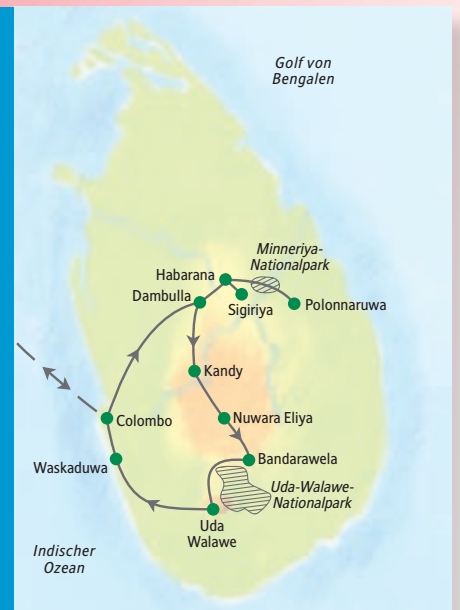 Golf von
Bengalen
Minneriya-
Nationalpark
Habarana
Dambulla
Sigiriya
Polonnaruwa
Kandy
Nuwara Eliya
Colombo
Bandarawela
Waskaduwa
Uda-Walawe-
Nationalpark
Uda
Walawe
Indischer
Ozean